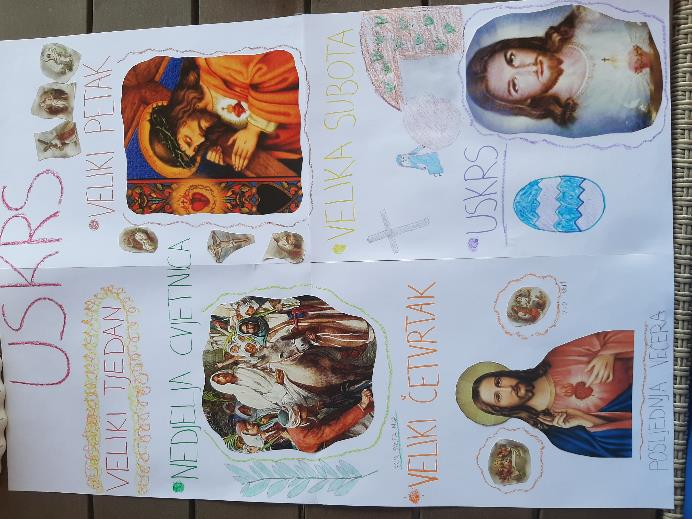 USKRS
VELIKI TJEDAN
NEDJELJA CVJETNICA
VELIKI ČETVRTAK
POSLJEDNJA VEČERA
VELIKI PETAK
VELIKA SUBOTA
USKRS